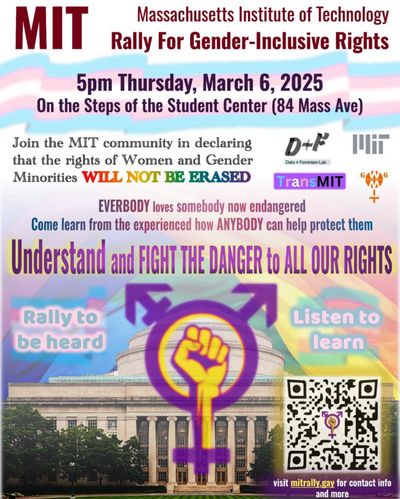 MIT
Massachusetts Institute of Technology
Rally For Gender-Inclusive Rights
5pm Thursday, March 6, 2025
On the Steps of the Student Center (84 Mass Ave)
Join the MIT community in declaring
that the rights of Women and Gender
Minorities WILL NOT BE ERASED
D+F
Data + Feminism Lab
MIT
TransMIT
EVERBODY loves somebody now endangered
Come learn from the experienced how ANYBODY can help protect them
Understand and FIGHT THE DANGER to ALL OUR RIGHTS
Rally to
be heard
Listen to
learn
visit mitrally.gay for contact info
and more